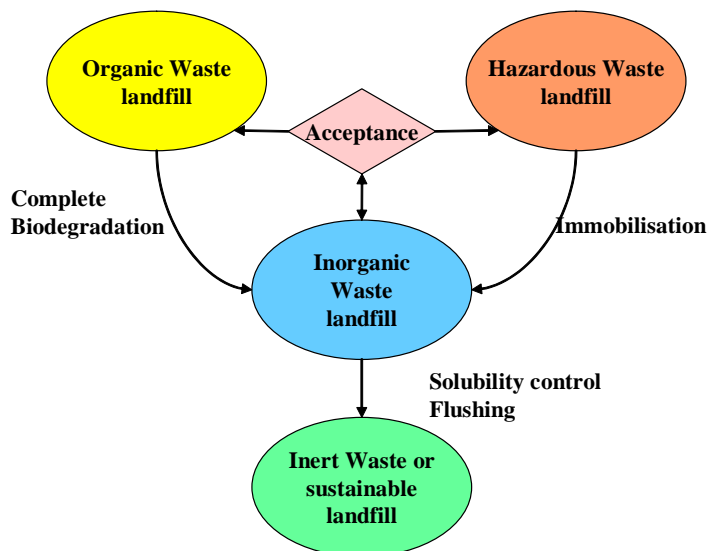 Organic Waste
landfill
Hazardous Waste
landfill
Acceptance
Complete
Biodegradation
Immobilisation
Inorganic
Waste
landfill
Solubility control
Flushing
Inert Waste or
sustainable
landfill